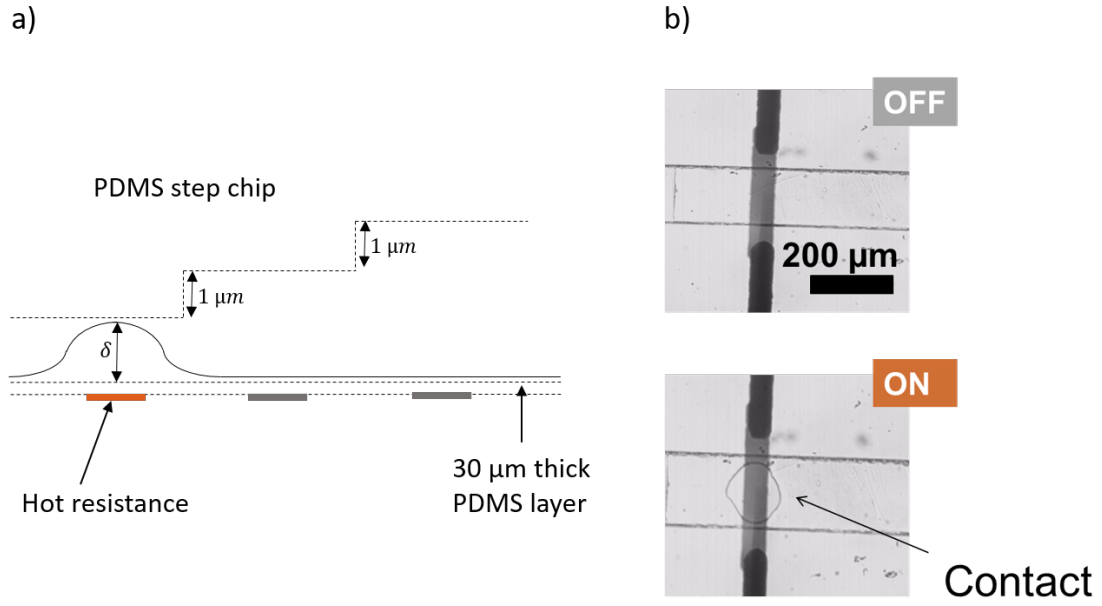 a)
b)
OFF
PDMS step chip
1 μm
1 μm
200 μm
δ
ON
30 μm thick
PDMS layer
Hot resistance
Contact